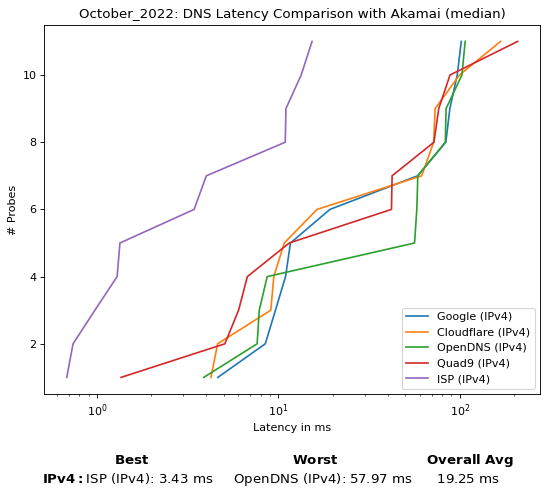 October_2022: DNS Latency Comparison with Akamai (median)
10
8
6
4
2
# Probes
10⁰ 10¹ 10²
Latency in ms
Google (IPv4)
Cloudflare (IPv4)
OpenDNS (IPv4)
Quad9 (IPv4)
ISP (IPv4)
Best Worst Overall Avg
IPv4: ISP (IPv4): 3.43 ms OpenDNS (IPv4): 57.97 ms 19.25 ms